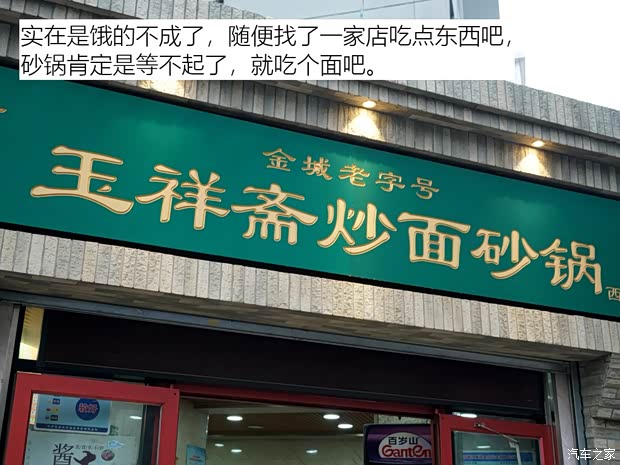 实在是饿的不成了，随便找了一家店吃点东西吧，
砂锅肯定是等不起了，就吃个面吧。
金城老字号
玉祥斋炒面砂锅
西
百岁山
Ganten
酱
汽车之家